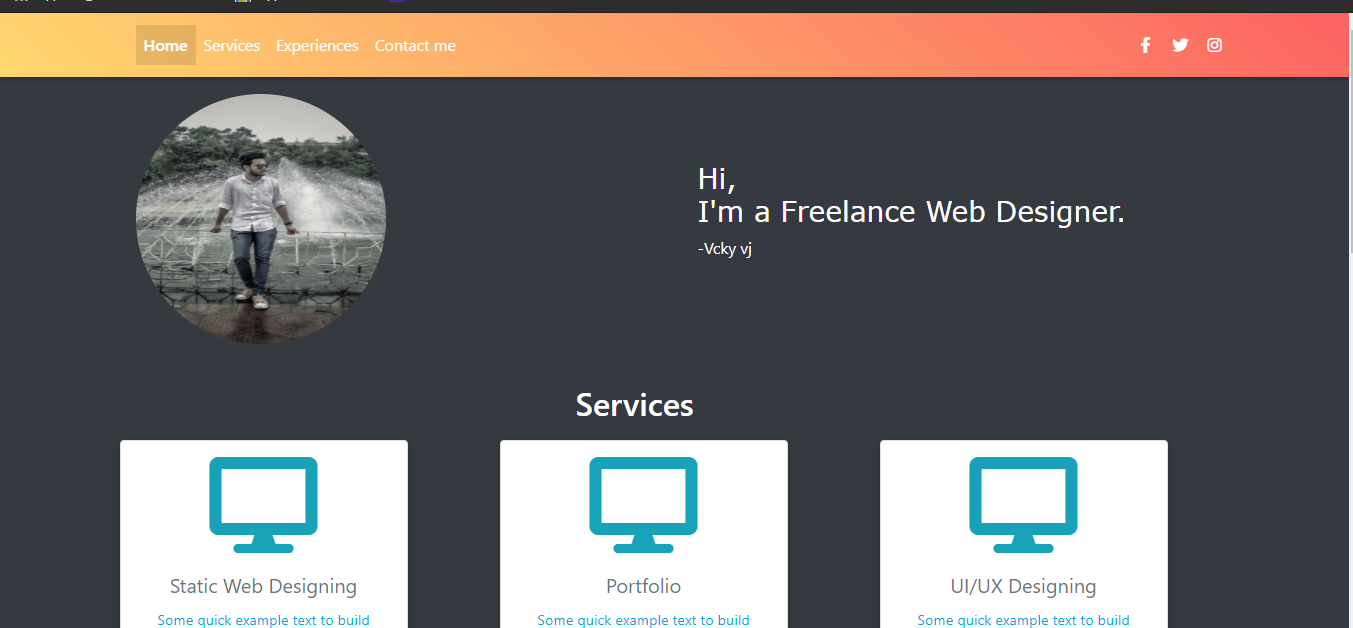 Home Services Experiences Contact me
Hi,
I'm a Freelance Web Designer.
-Vcky vj
Services
Static Web Designing
Portfolio
UI/UX Designing
Some quick example text to build
Some quick example text to build
Some quick example text to build